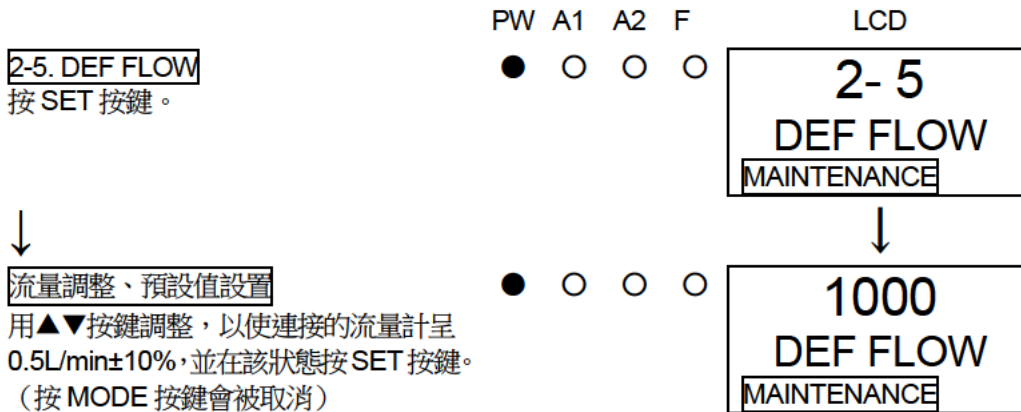 PW A1 A2 F LCD
2-5. DEF FLOW
按 SET 按鍵。
● ○ ○ ○
2- 5
DEF FLOW
MAINTENANCE
↓ ↓
流量調整、預設值設置
用▲▼按鍵調整，以使連接的流量計呈
0.5L/min±10%，並在該狀態按 SET 按鍵。
（按 MODE 按鍵會被取消）
● ○ ○ ○
1000
DEF FLOW
MAINTENANCE